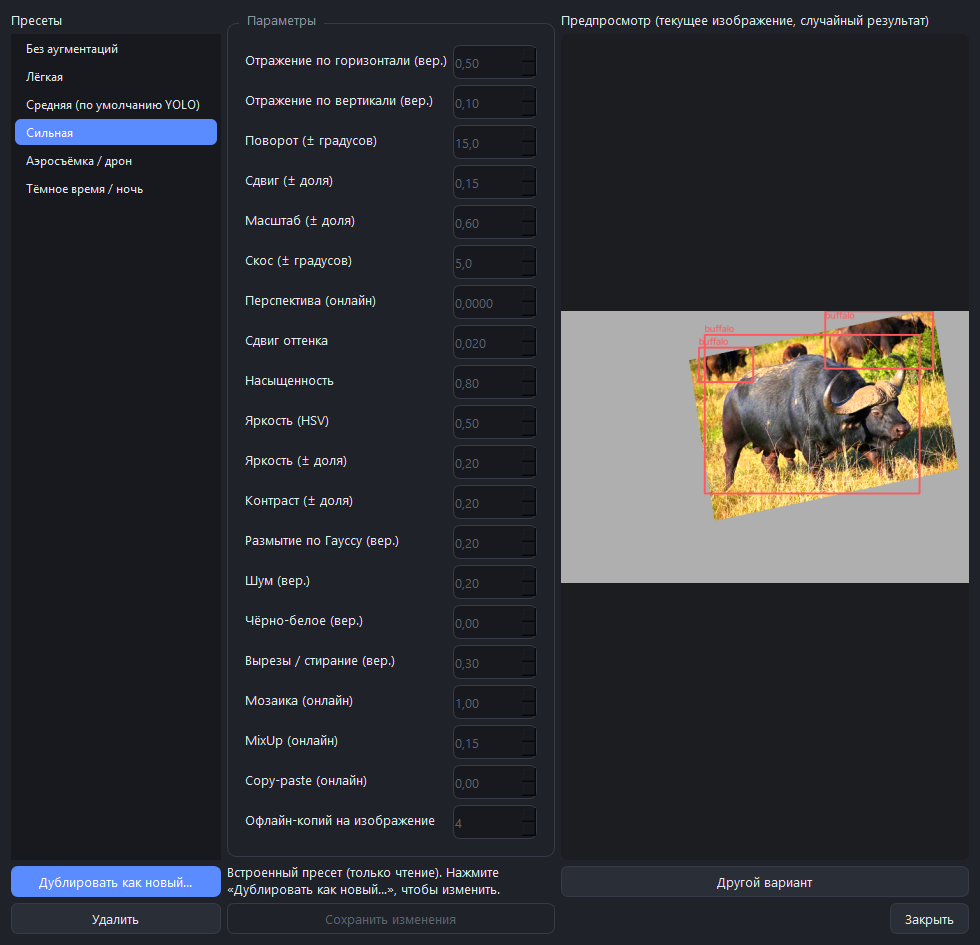 Пресеты
Без аугментаций
Лёгкая
Средняя (по умолчанию YOLO)
Сильная
Аэросъёмка / дрон
Тёмное время / ночь
Дублировать как новый...
Удалить
Параметры
Отражение по горизонтали (вер.) 0,50
Отражение по вертикали (вер.) 0,10
Поворот (± градусов) 15,0
Сдвиг (± доля) 0,15
Масштаб (± доля) 0,60
Скос (± градусов) 5,0
Перспектива (онлайн) 0,0000
Сдвиг оттенка 0,020
Насыщенность 0,80
Яркость (HSV) 0,50
Яркость (± доля) 0,20
Контраст (± доля) 0,20
Размытие по Гауссу (вер.) 0,20
Шум (вер.) 0,20
Чёрно-белое (вер.) 0,00
Вырезы / стирание (вер.) 0,30
Мозаика (онлайн) 1,00
MixUp (онлайн) 0,15
Copy-paste (онлайн) 0,00
Офлайн-копий на изображение 4
Встроенный пресет (только чтение). Нажмите
«Дублировать как новый...», чтобы изменить.
Сохранить изменения
Предпросмотр (текущее изображение, случайный результат)
buffalo
buffalo
buffalo
Другой вариант
Закрыть